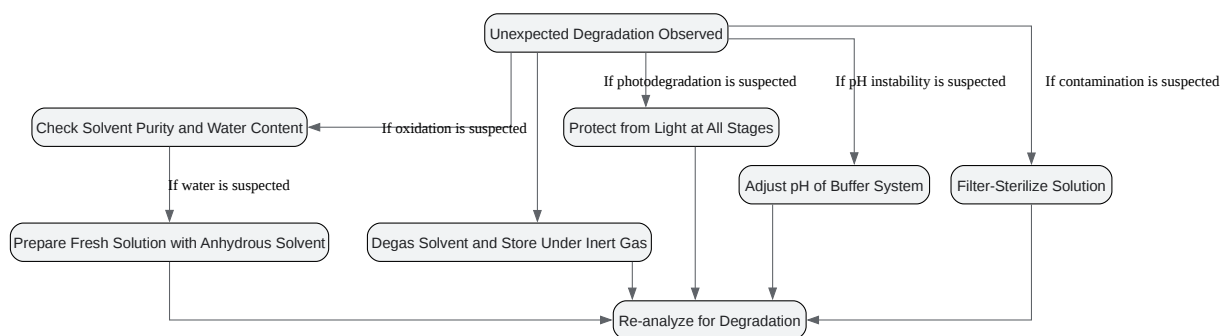 Unexpected Degradation Observed
If photodegradation is suspected
If pH instability is suspected
If contamination is suspected
Check Solvent Purity and Water Content
If oxidation is suspected
Protect from Light at All Stages
If water is suspected
Adjust pH of Buffer System
Filter-Sterilize Solution
Prepare Fresh Solution with Anhydrous Solvent
Degas Solvent and Store Under Inert Gas
Re-analyze for Degradation